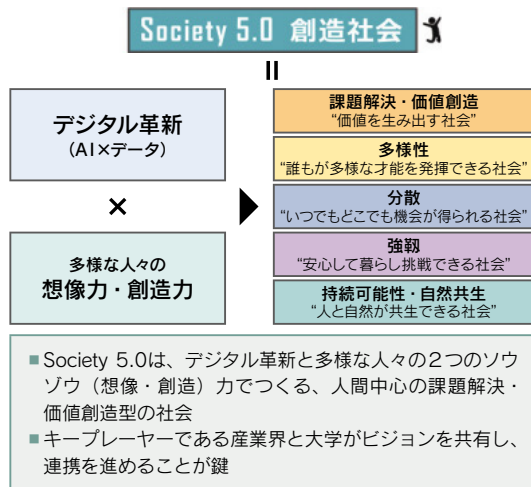 Society 5.0 創造社会
=
デジタル革新
(AI×データ)
×
多様な人々の
想像力・創造力
課題解決・価値創造
“価値を生み出す社会”
多様性
“誰もが多様な才能を発揮できる社会”
分散
“いつでもどこでも機会が得られる社会”
強靱
“安心して暮らし挑戦できる社会”
持続可能性・自然共生
“人と自然が共生できる社会”
■Society 5.0は、デジタル革新と多様な人々の2つのソウ
ゾウ（想像・創造）力でつくる、人間中心の課題解決・
価値創造型の社会
■キープレーヤーである産業界と大学がビジョンを共有し、
連携を進めることが鍵